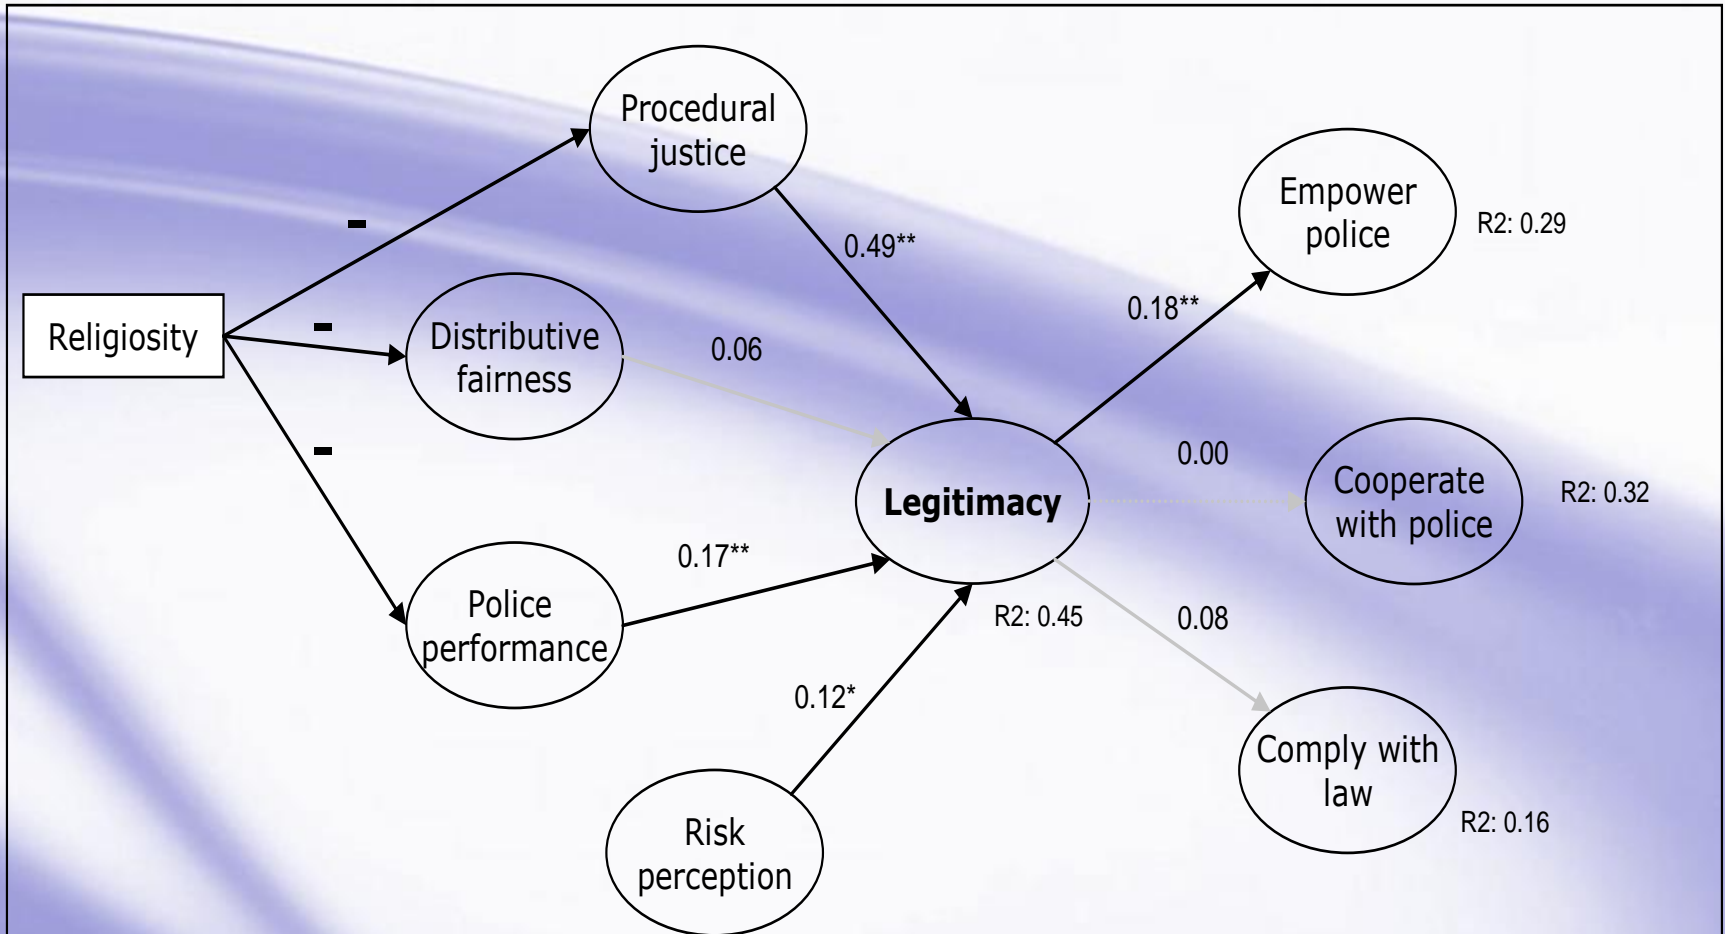 Procedural
justice
-
0.49**
Empower
police
R2: 0.29
0.18**
Religiosity
-
Distributive
fairness
0.06
-
0.00
Legitimacy
Cooperate
with police
R2: 0.32
0.17**
Police
performance
R2: 0.45
0.08
0.12*
Comply with
law
R2: 0.16
Risk
perception